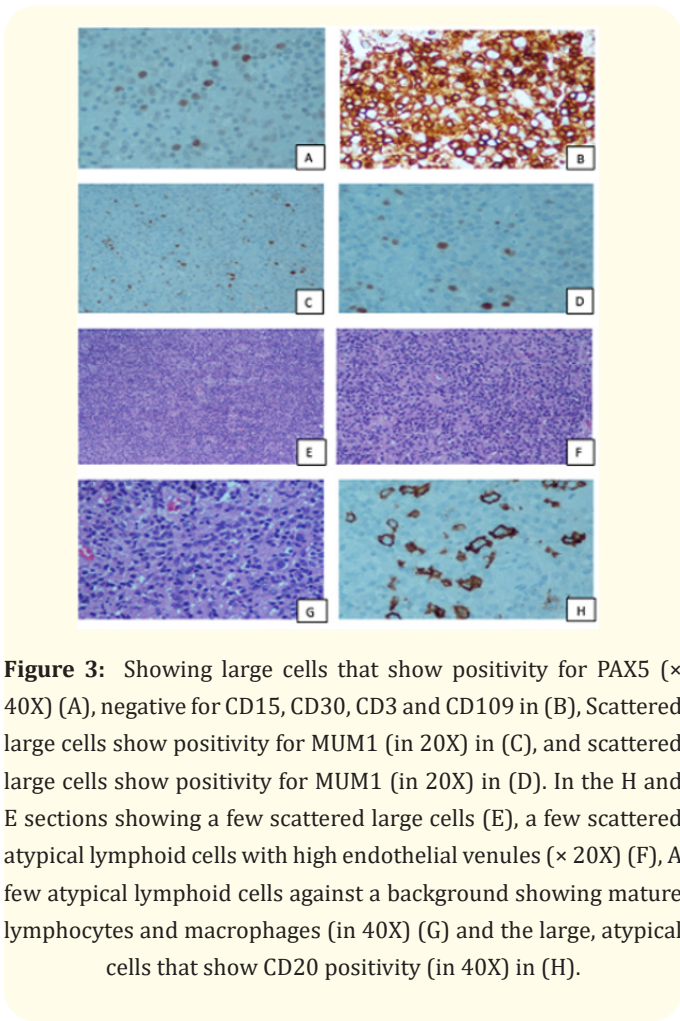 A
B
C
D
E
F
G
H
Figure 3: Showing large cells that show positivity for PAX5 (×
40X) (A), negative for CD15, CD30, CD3 and CD109 in (B), Scattered
large cells show positivity for MUM1 (in 20X) in (C), and scattered
large cells show positivity for MUM1 (in 20X) in (D). In the H and
E sections showing a few scattered large cells (E), a few scattered
atypical lymphoid cells with high endothelial venules (× 20X) (F), A
few atypical lymphoid cells against a background showing mature
lymphocytes and macrophages (in 40X) (G) and the large, atypical
cells that show CD20 positivity (in 40X) in (H).